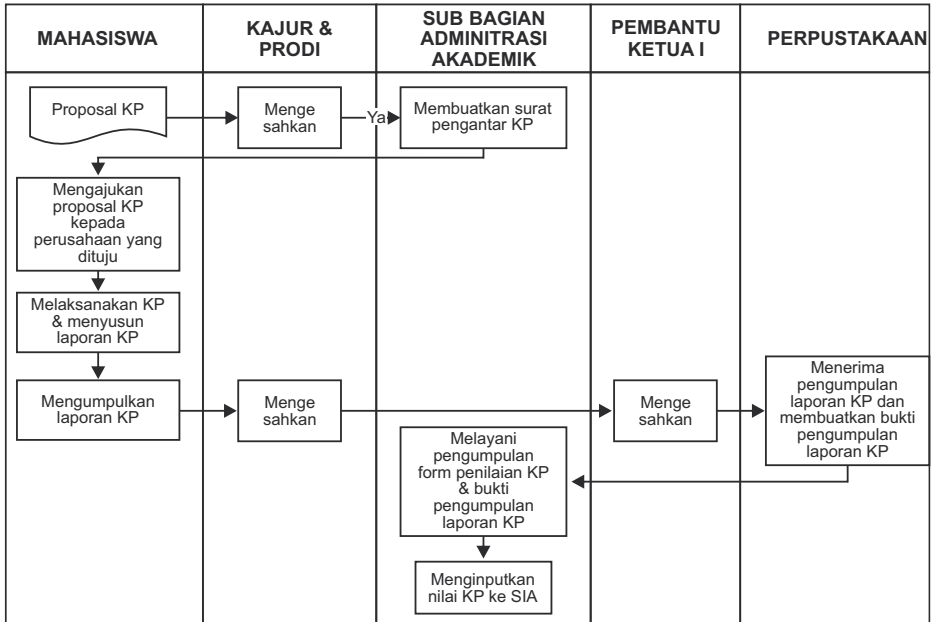 MAHASISWA
KAJUR &
PRODI
SUB BAGIAN
ADMINITRASI
AKADEMIK
PEMBANTU
KETUA I
PERPUSTAKAAN
Proposal KP
Menge
sahkan
Ya
Membuatkan surat
pengantar KP
Mengajukan
proposal KP
kepada
perusahaan yang
dituju
Melaksanakan KP
& menyusun
laporan KP
Mengumpulkan
laporan KP
Menge
sahkan
Menge
sahkan
Menerima
pengumpulan
laporan KP dan
membuatkan bukti
pengumpulan
laporan KP
Melayani
pengumpulan
form penilaian KP
& bukti
pengumpulan
laporan KP
Menginputkan
nilai KP ke SIA